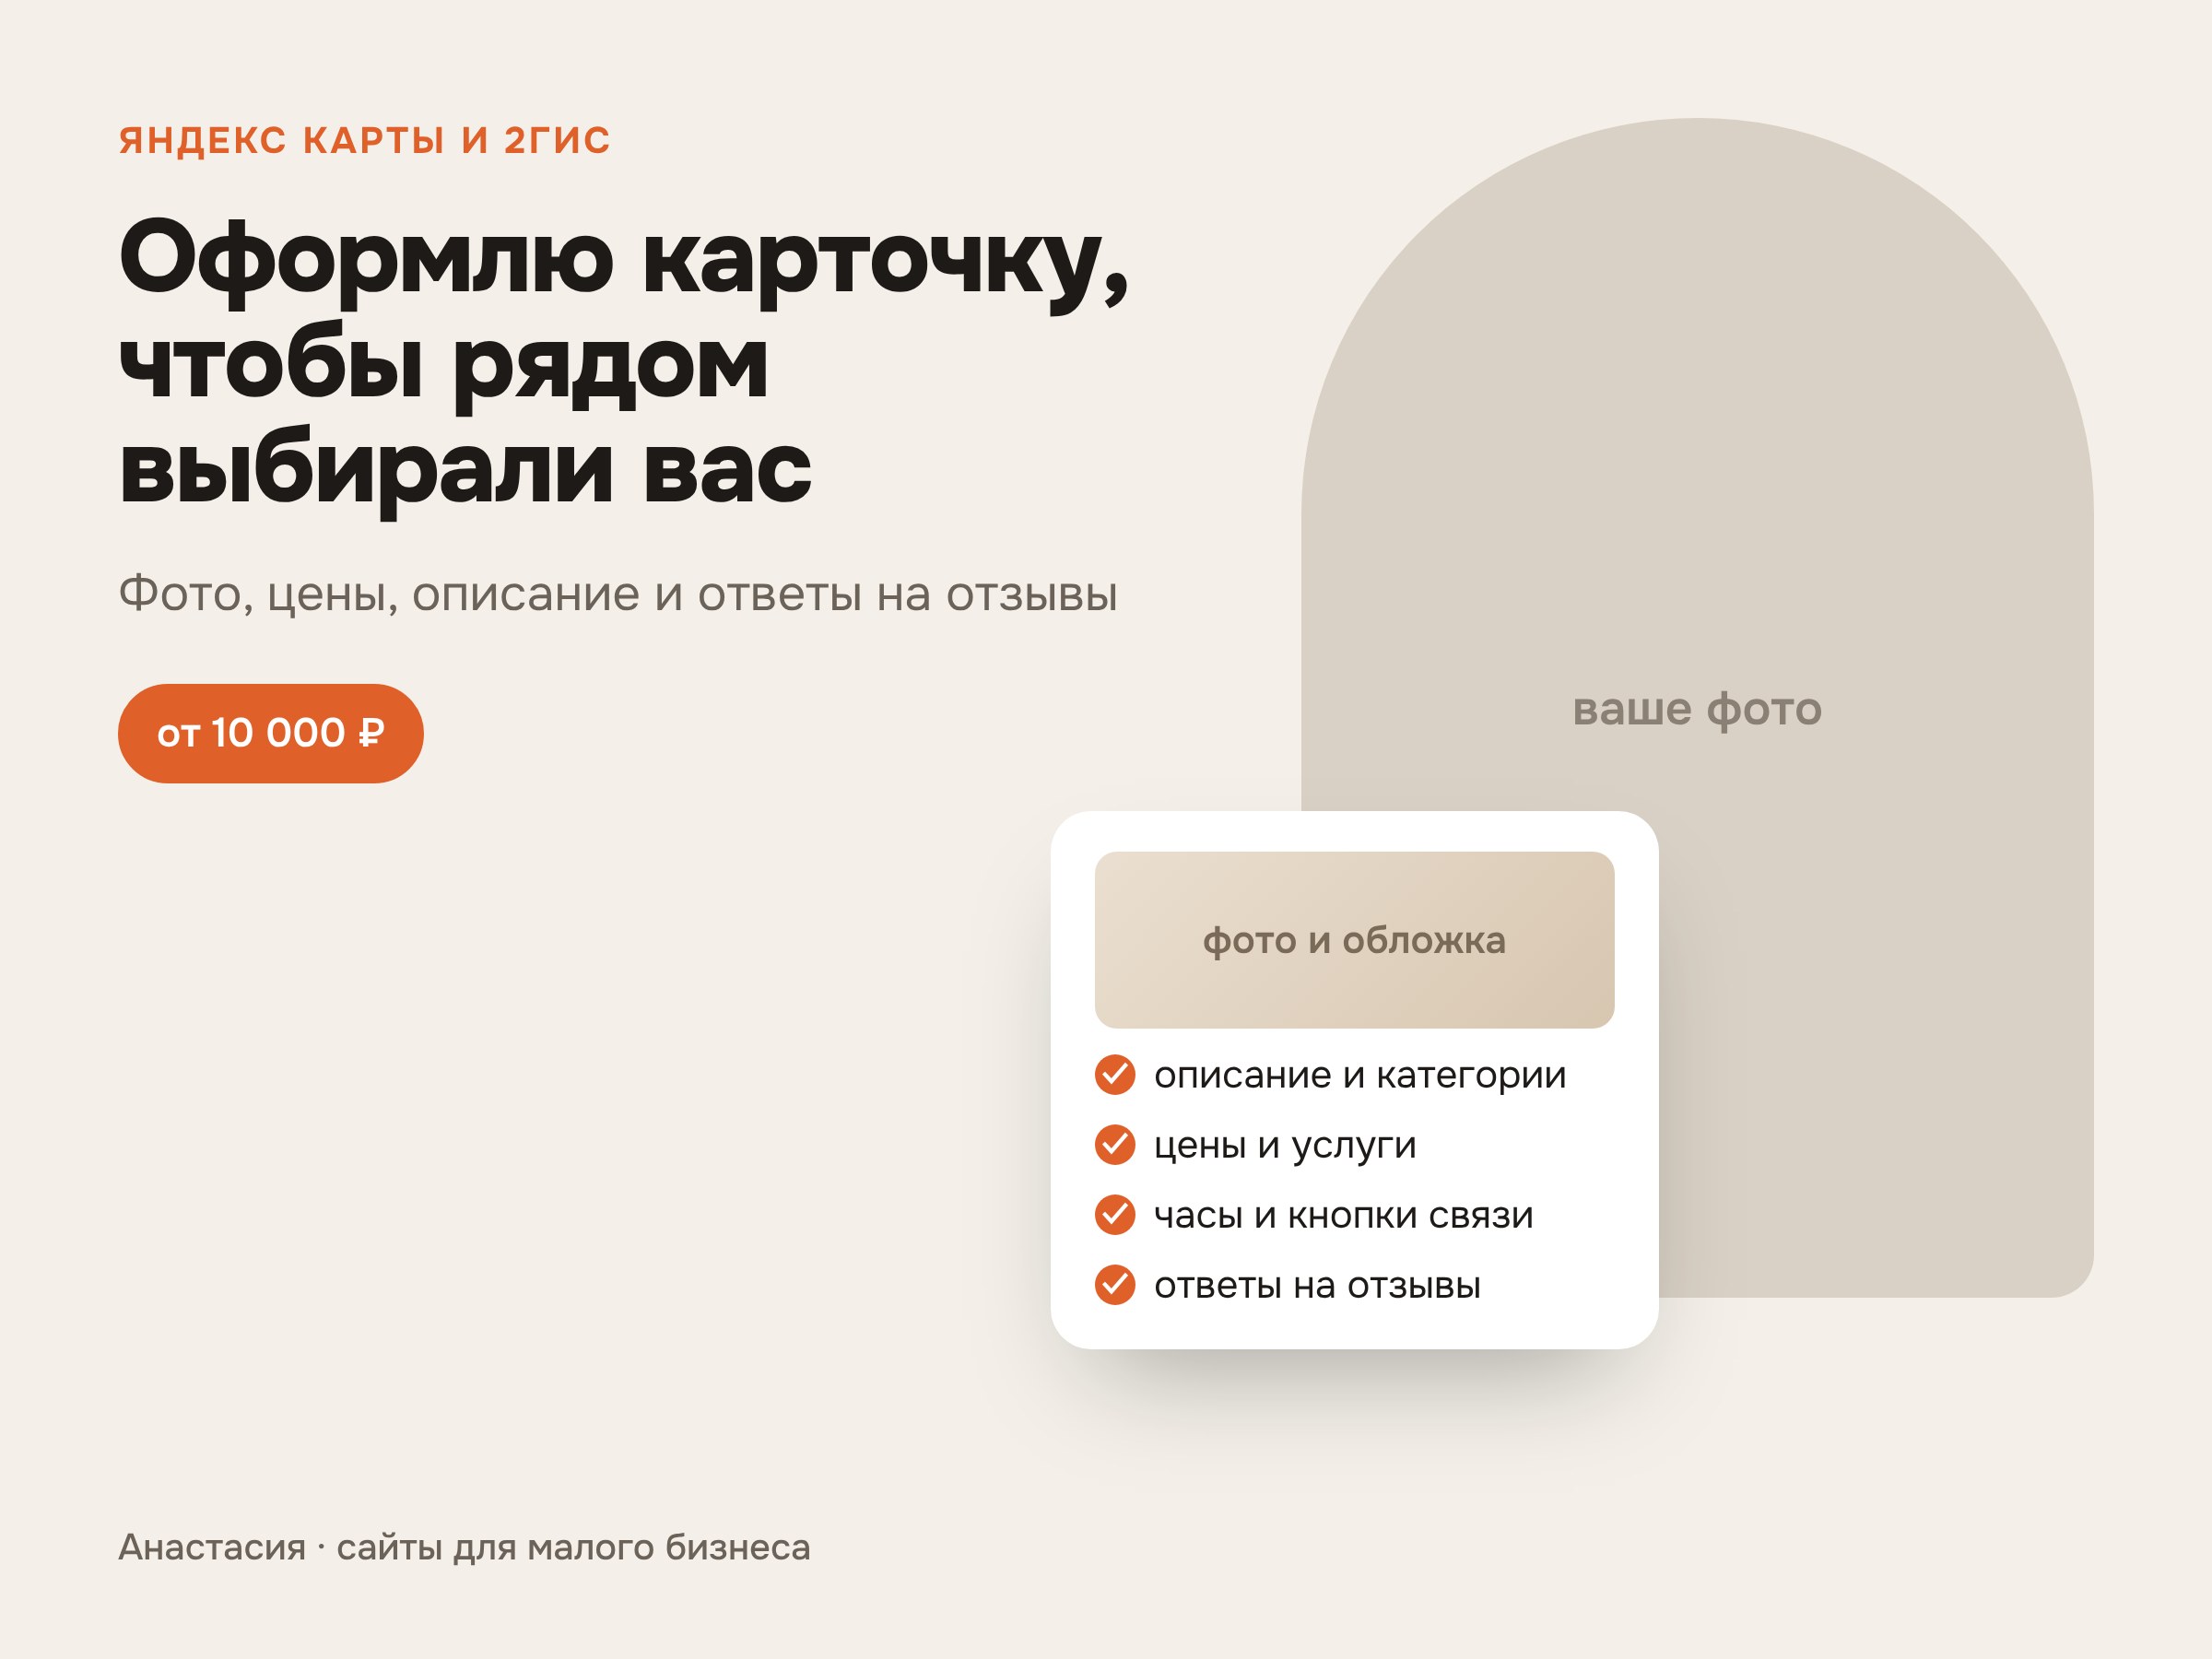 ЯНДЕКС КАРТЫ И 2ГИС
Оформлю карточку,
чтобы рядом
выбирали вас
Фото, цены, описание и ответы на отзывы
от 10 000 ₽
ваше фото
фото и обложка
описание и категории
цены и услуги
часы и кнопки связи
ответы на отзывы
Анастасия · сайты для малого бизнеса